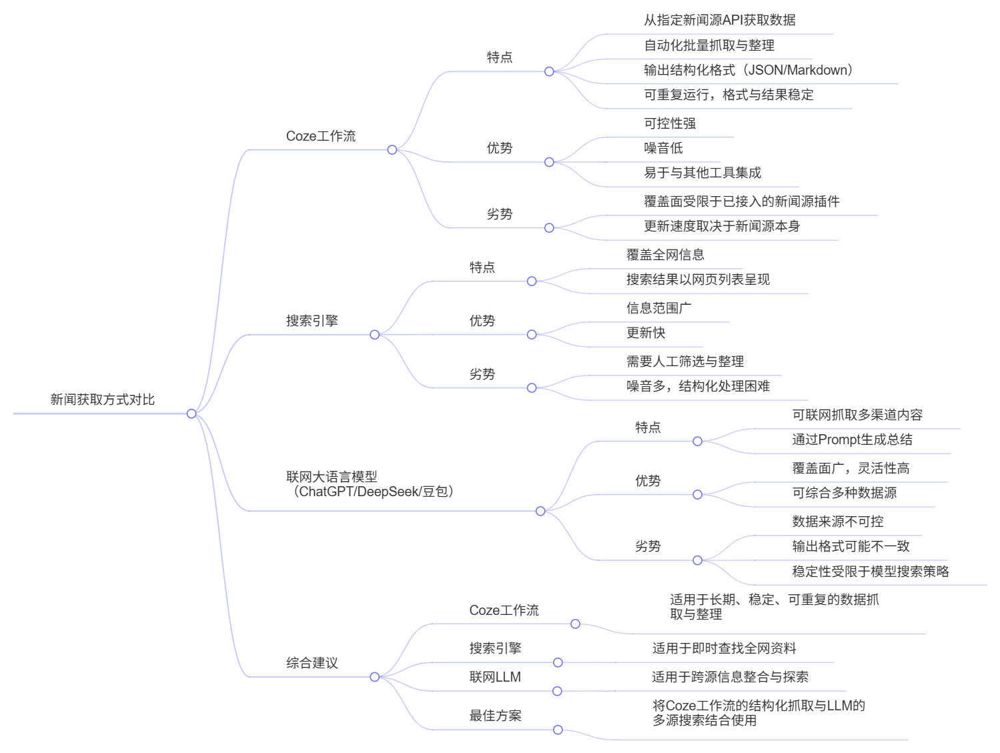 新闻获取方式对比
Coze工作流
特点
从指定新闻源API获取数据
自动化批量抓取与整理
输出结构化格式（JSON/Markdown）
可重复运行，格式与结果稳定
优势
可控性强
噪音低
易于与其他工具集成
劣势
覆盖面受限于已接入的新闻源插件
更新速度取决于新闻源本身
搜索引擎
特点
覆盖全网信息
搜索结果以网页列表呈现
优势
信息范围广
更新快
劣势
需要人工筛选与整理
噪音多，结构化处理困难
联网大语言模型
（ChatGPT/DeepSeek/豆包）
特点
可联网抓取多渠道内容
通过Prompt生成总结
优势
覆盖面广，灵活性高
可综合多种数据源
劣势
数据来源不可控
输出格式可能不一致
稳定性受限于模型搜索策略
综合建议
Coze工作流
适用于长期、稳定、可重复的数据抓
取与整理
搜索引擎
适用于即时查找全网资料
联网LLM
适用于跨源信息整合与探索
最佳方案
将Coze工作流的结构化抓取与LLM的
多源搜索结合使用